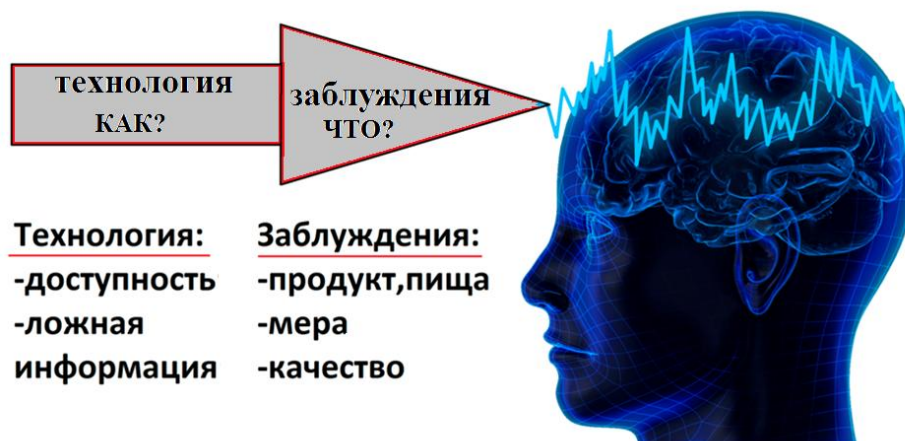 технология
КАК?
заблуждения
ЧТО?
Технология:
-доступность
-ложная
информация
Заблуждения:
-продукт,пища
-мера
-качество